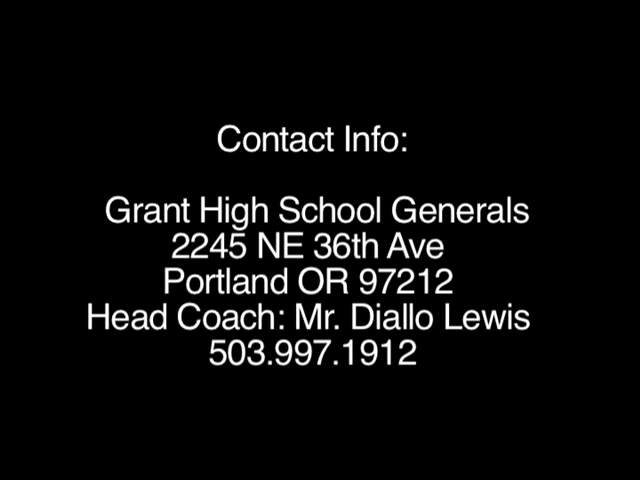 Contact Info:
Grant High School Generals
2245 NE 36th Ave
Portland OR 97212
Head Coach: Mr. Diallo Lewis
503.997.1912